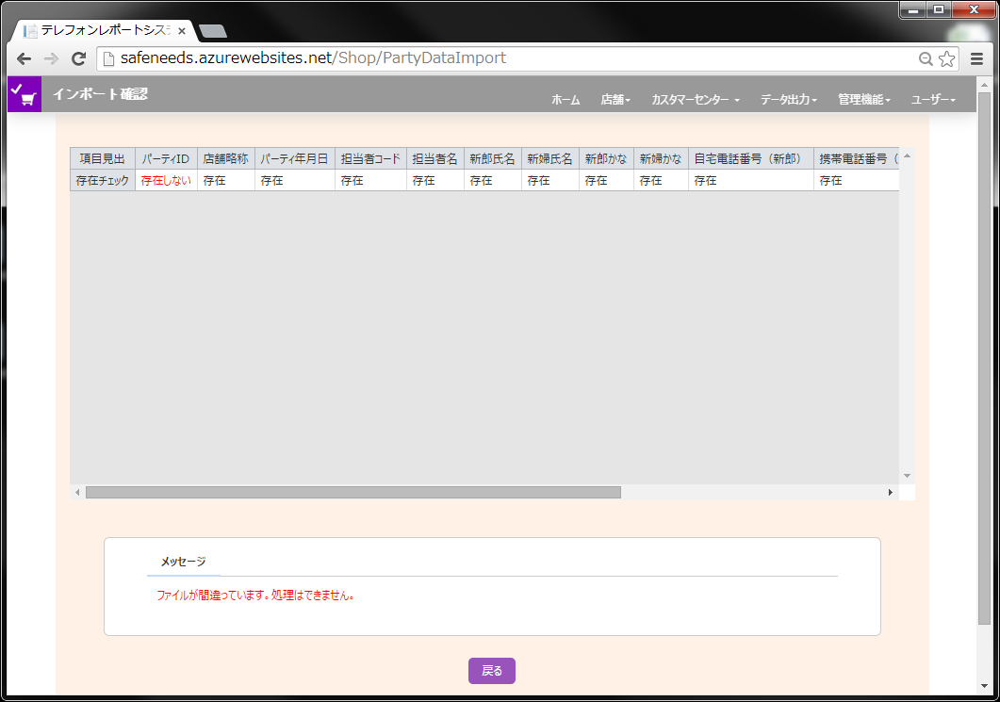 テレフォンレポートシステ
safeneeds.azurewebsites.net/Shop/PartyDataImport
インポート確認
ホーム 店舗 カスタマーセンター データ出力 管理機能 ユーザー
項目見出 パーティID 店舗略称 パーティ年月日 担当者コード 担当者名 新郎氏名 新婦氏名 新郎かな 新婦かな 自宅電話番号（新郎） 携帯電話番号（
存在チェック 存在しない 存在 存在 存在 存在 存在 存在 存在 存在 存在 存在
メッセージ
ファイルが間違っています。処理はできません。
戻る